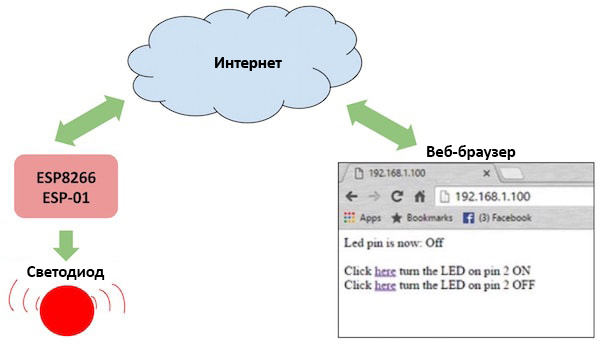 Интернет
ESP8266
ESP-01
Светодиод
Веб-браузер
192.168.1.100
192.168.1.100
Apps Bookmarks (3) Facebook
Led pin is now: Off
Click here turn the LED on pin 2 ON
Click here turn the LED on pin 2 OFF